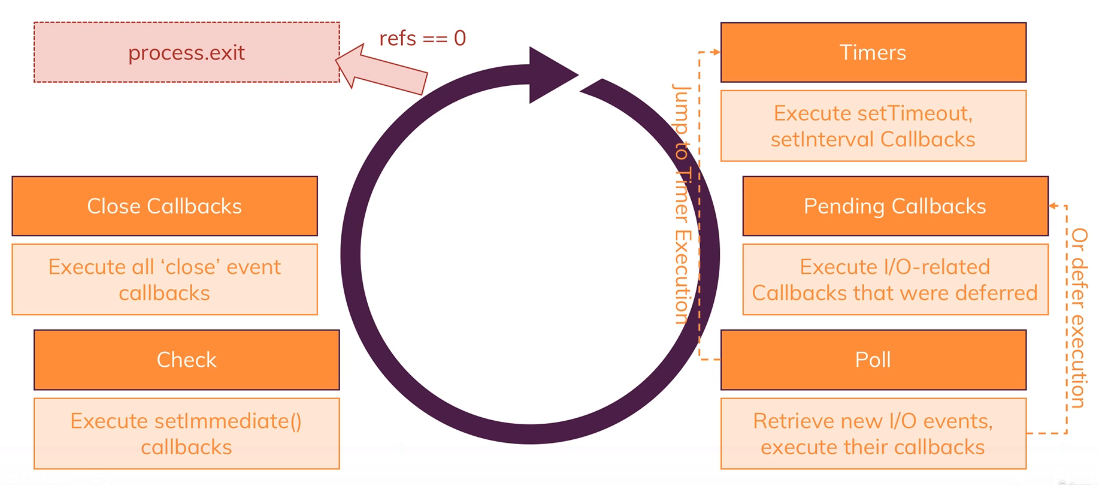 process.exit
refs == 0
Timers
Execute setTimeout,
setInterval Callbacks
Jump to Timer Execution
Close Callbacks
Execute all ‘close’ event
callbacks
Pending Callbacks
Execute I/O-related
Callbacks that were deferred
Or defer execution
Check
Execute setImmediate()
callbacks
Poll
Retrieve new I/O events,
execute their callbacks